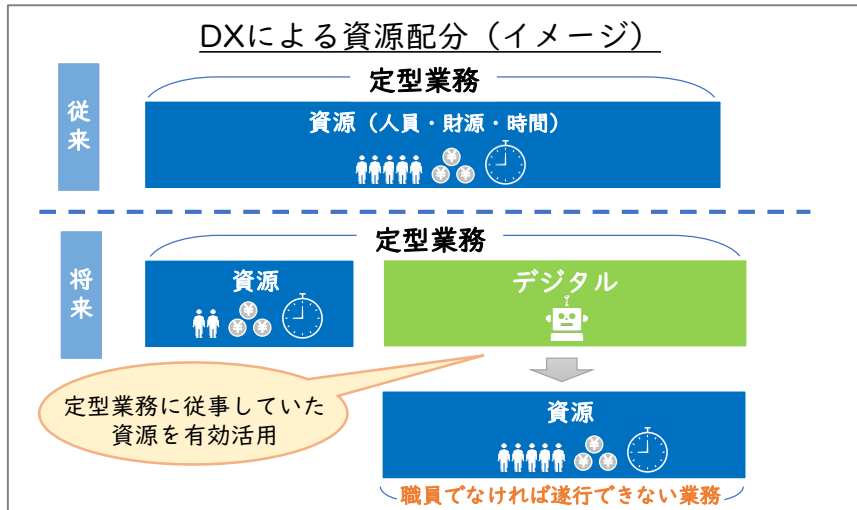 DXによる資源配分（イメージ）
従来
定型業務
資源（人員・財源・時間）
¥
¥ ¥
将来
定型業務
資源
¥
¥ ¥
デジタル
定型業務に従事していた
資源を有効活用
資源
¥
¥ ¥
職員でなければ遂行できない業務